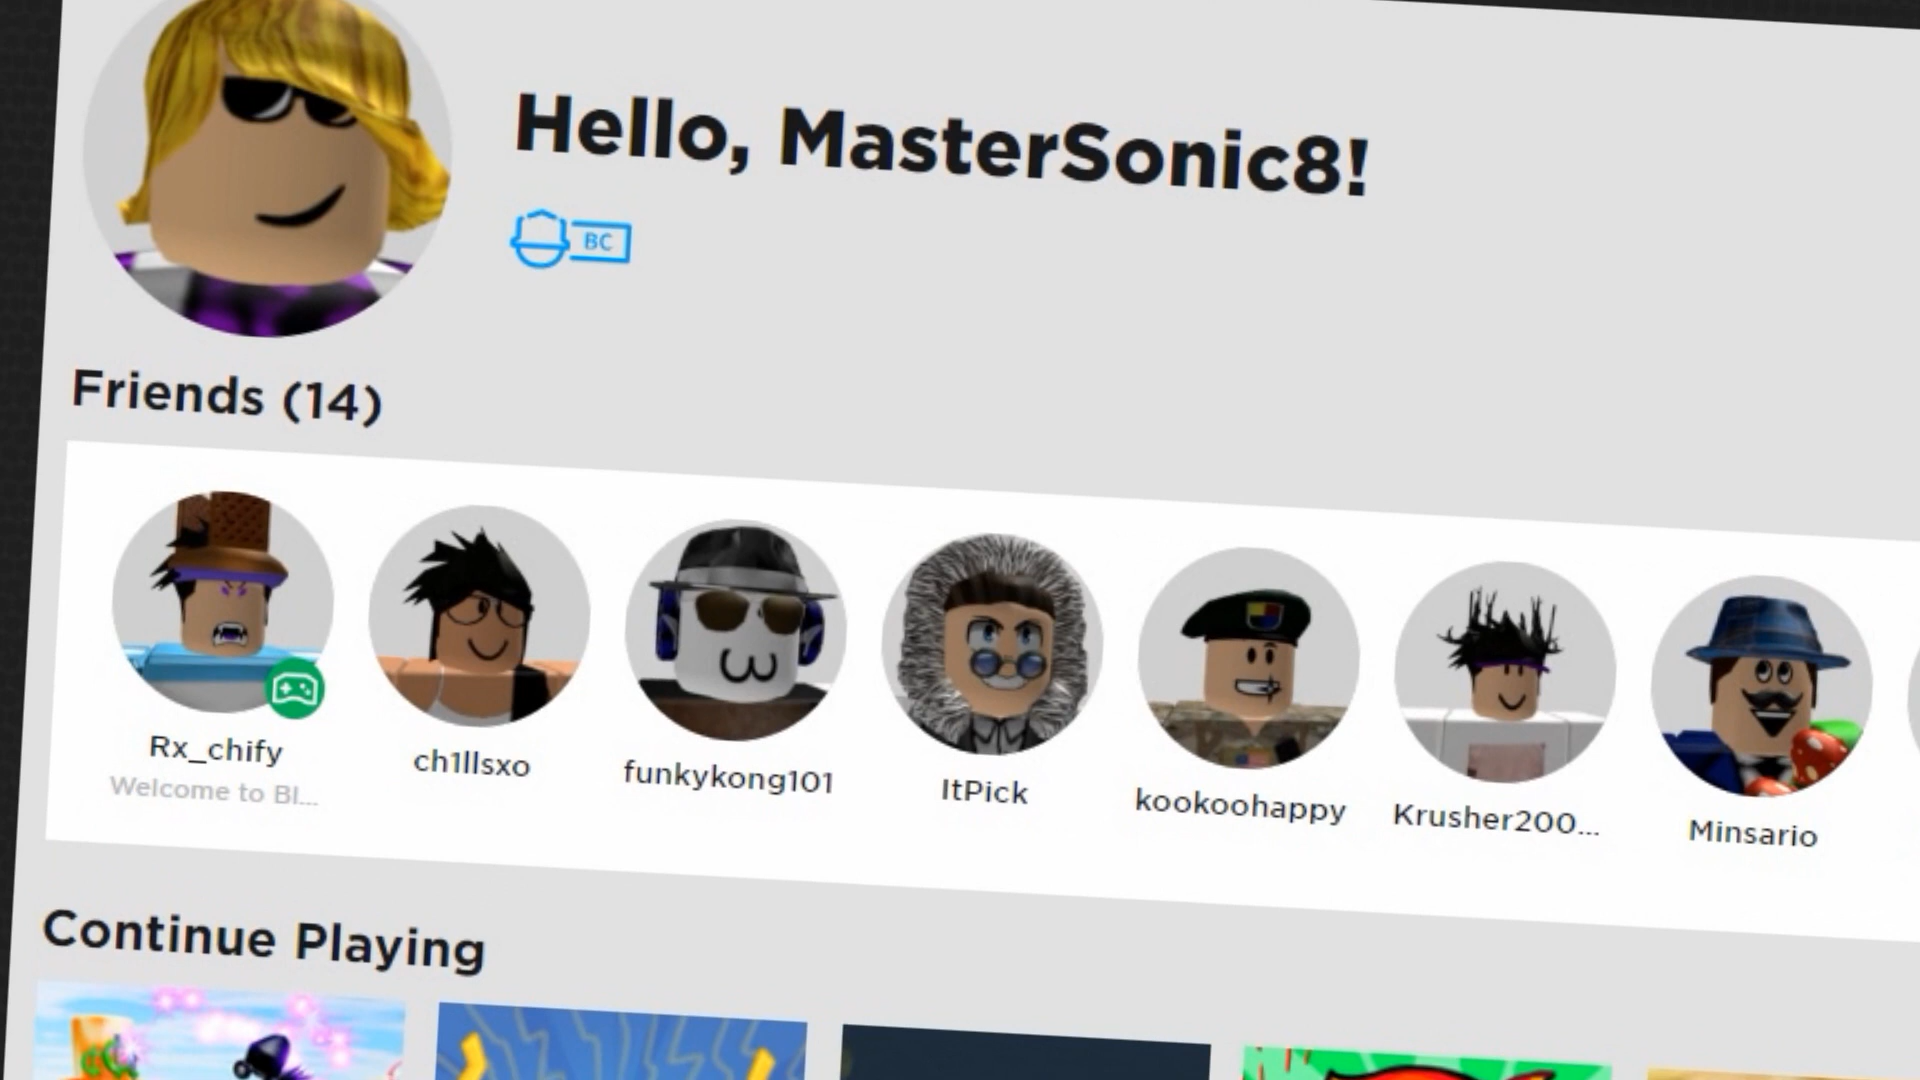 Hello, MasterSonic8!
BC
Friends (14)
Rx_chify
Welcome to Bl...
ch1llsxo
funkykong101
ItPick
kookoohappy
Krusher200...
Minsario
Continue Playing